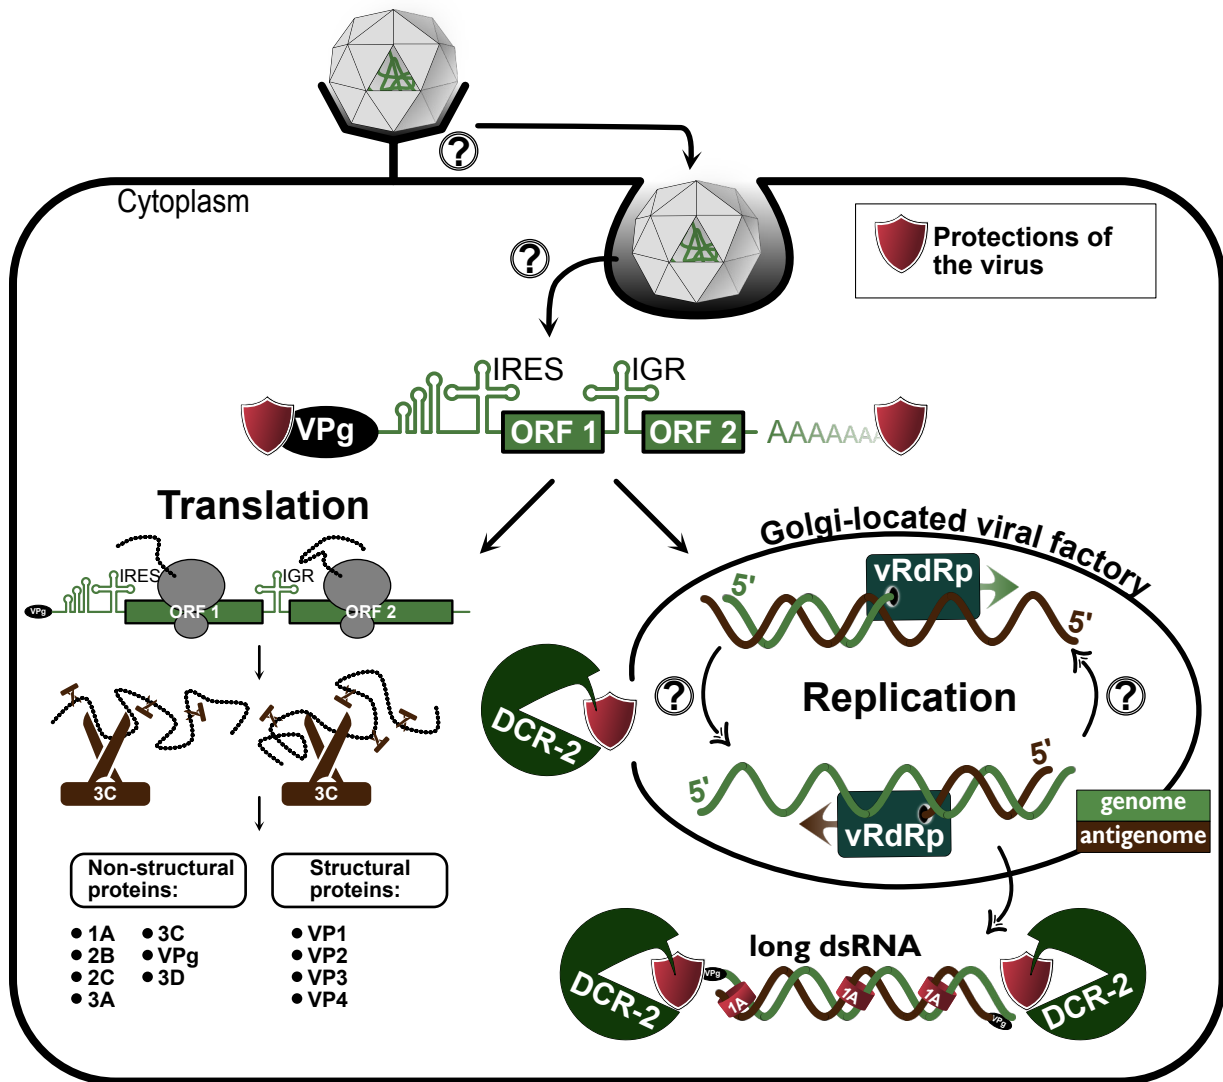 ?
Cytoplasm
?
Protections of
the virus
IRES
IGR
VPg
ORF 1
ORF 2
AAAAAAA
Translation
Golgi-located viral factory
IRES
IGR
VPg
ORF 1
ORF 2
5'
vRdRp
5'
DCR-2
?
Replication
?
3C
3C
5'
5'
vRdRp
genome
antigenome
Non-structural
proteins:
Structural
proteins:
1A
3C
2B
VPg
2C
3D
3A
VP1
VP2
VP3
VP4
long dsRNA
DCR-2
VPg
1A
1A
1A
VPg
DCR-2